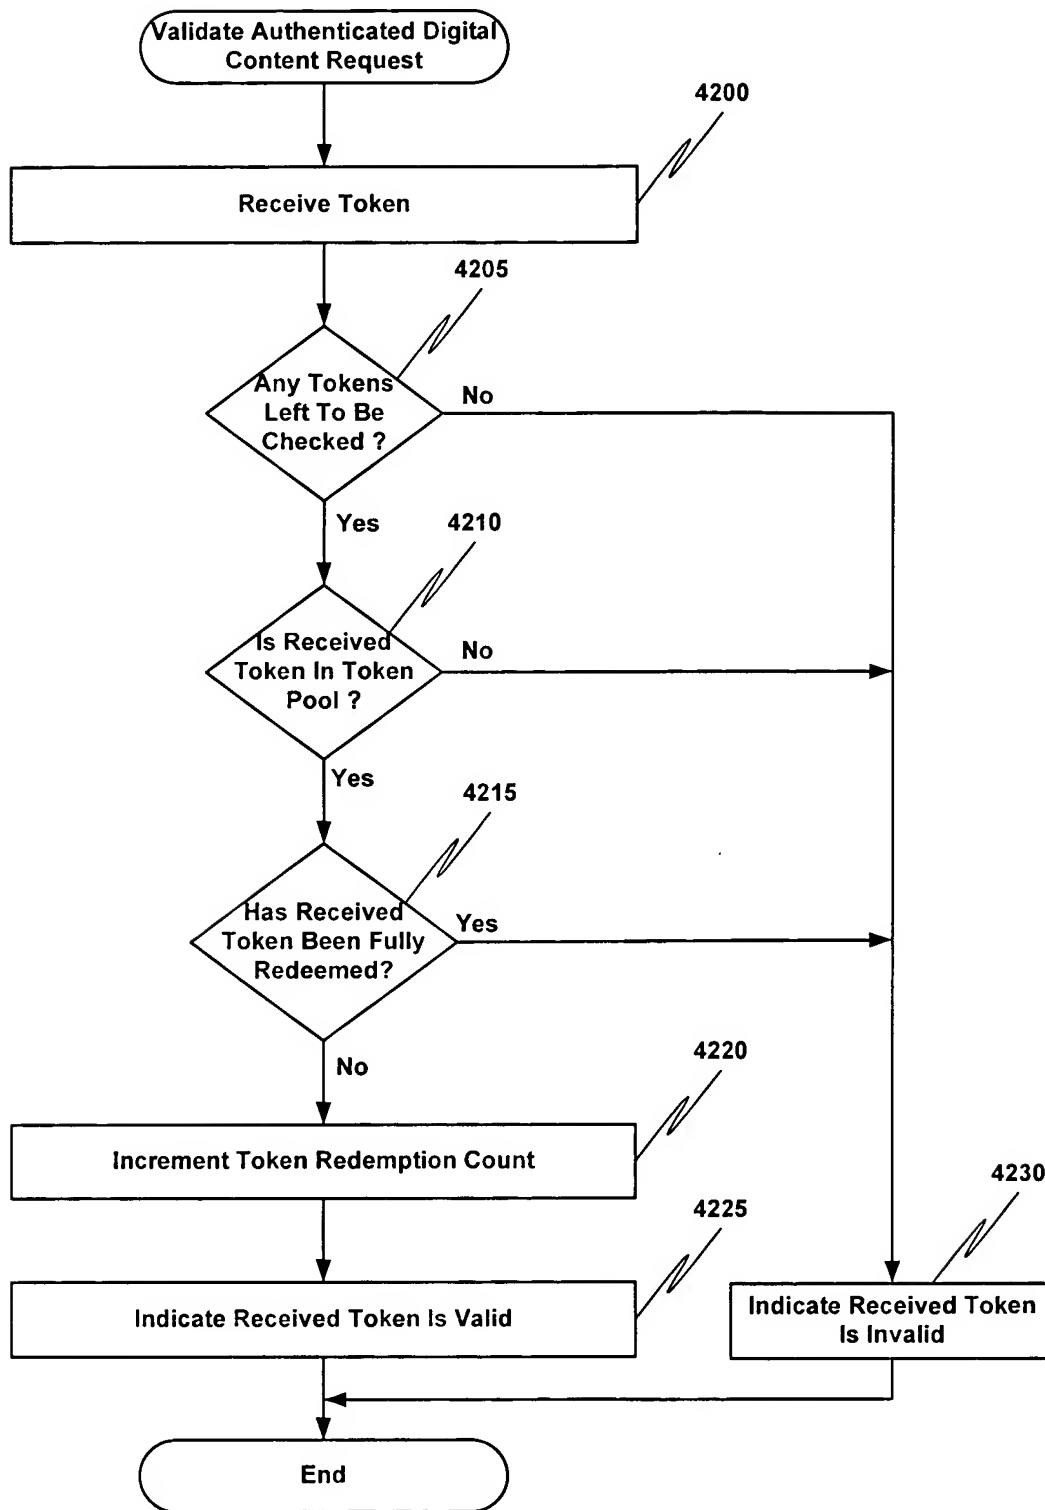 Validate Authenticated Digital
Content Request
4200
Receive Token
4205
Any Tokens
Left To Be
Checked ?
No
Yes
4210
Is Received
Token In Token
Pool ?
No
Yes
4215
Has Received
Token Been Fully
Redeemed?
Yes
No
4220
Increment Token Redemption Count
4230
4225
Indicate Received Token Is Valid
Indicate Received Token
Is Invalid
End